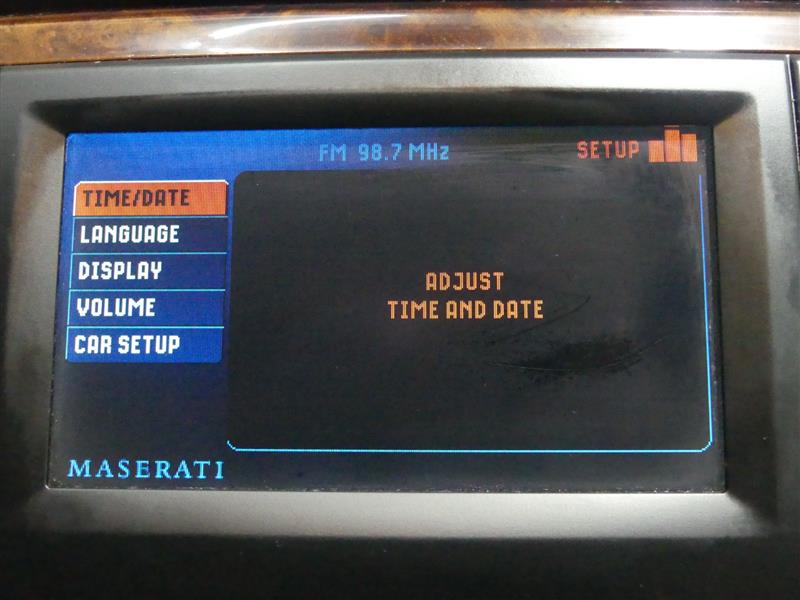 FM 98.7 MHz
SETUP
TIME/DATE
LANGUAGE
DISPLAY
VOLUME
CAR SETUP
ADJUST
TIME AND DATE
MASERATI